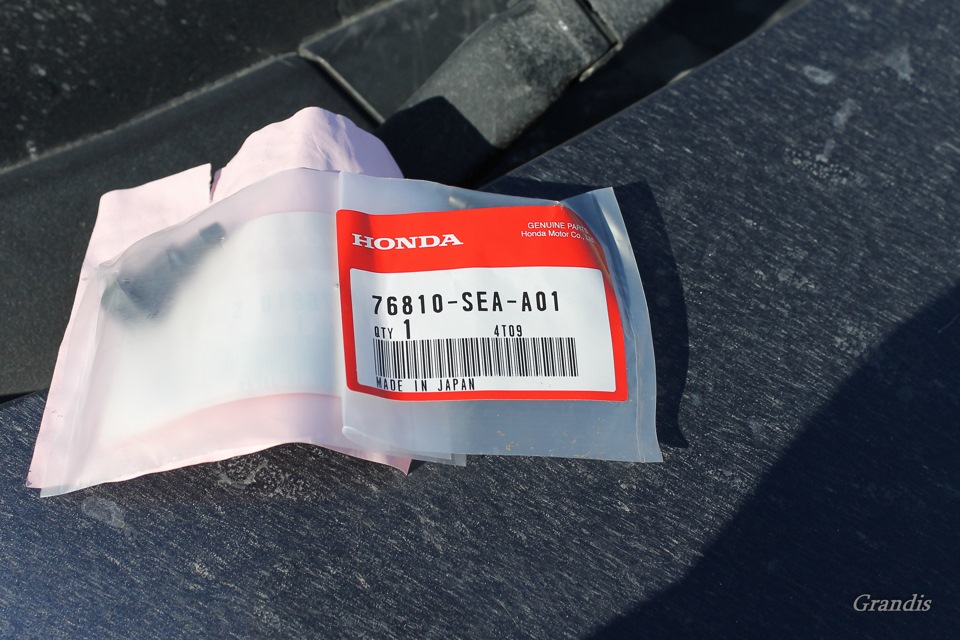 HONDA
GENUINE PARTS
Honda Motor Co.,
76810-SEA-A01
QTY 1
4T09
MADE IN JAPAN
Grandis